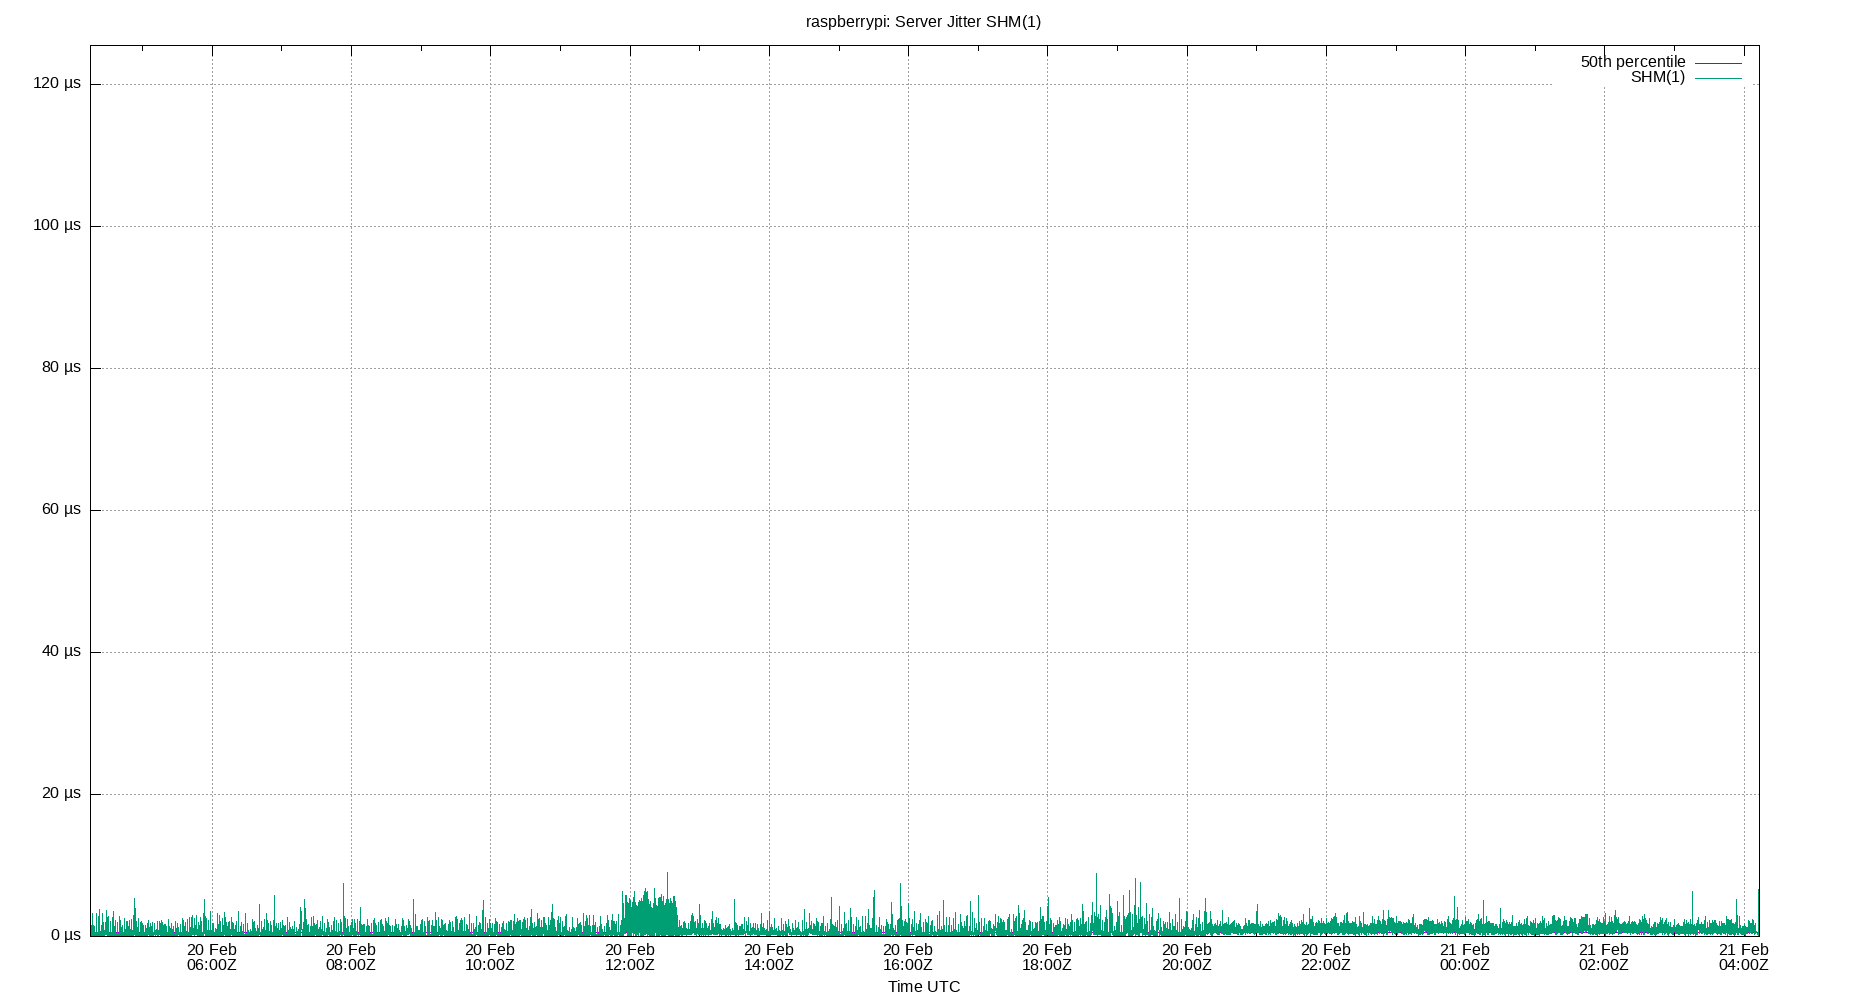 raspberrypi: Server Jitter SHM(1)
50th percentile
SHM(1)
120 µs
100 µs
80 µs
60 µs
40 µs
20 µs
0 µs
20 Feb 20 Feb 20 Feb 20 Feb 20 Feb 20 Feb 20 Feb 20 Feb 20 Feb 21 Feb 21 Feb 21 Feb
06:00Z 08:00Z 10:00Z 12:00Z 14:00Z 16:00Z 18:00Z 20:00Z 22:00Z 00:00Z 02:00Z 04:00Z
Time UTC